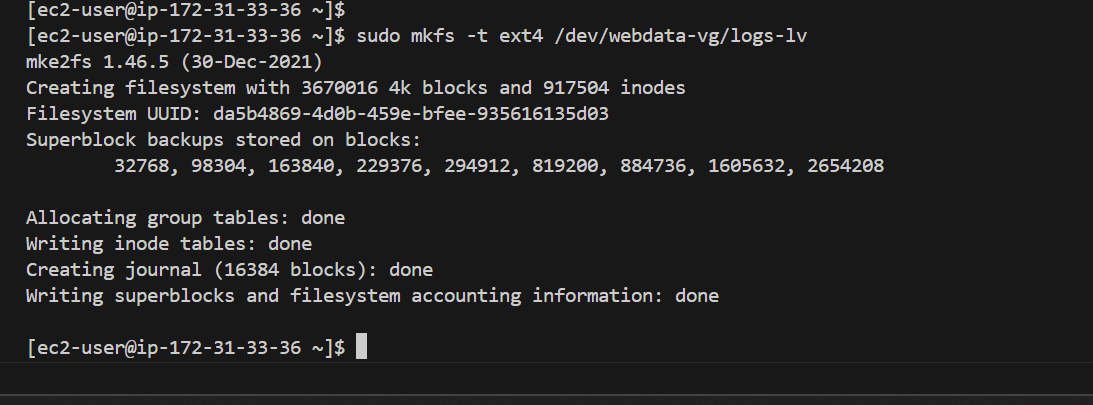 [ec2-user@ip-172-31-33-36 ~]$
[ec2-user@ip-172-31-33-36 ~]$ sudo mkfs -t ext4 /dev/webdata-vg/logs-lv
mke2fs 1.46.5 (30-Dec-2021)
Creating filesystem with 3670016 4k blocks and 917504 inodes
Filesystem UUID: da5b4869-4d0b-459e-bfee-935616135d03
Superblock backups stored on blocks:
        32768, 98304, 163840, 229376, 294912, 819200, 884736, 1605632, 2654208

Allocating group tables: done
Writing inode tables: done
Creating journal (16384 blocks): done
Writing superblocks and filesystem accounting information: done

[ec2-user@ip-172-31-33-36 ~]$